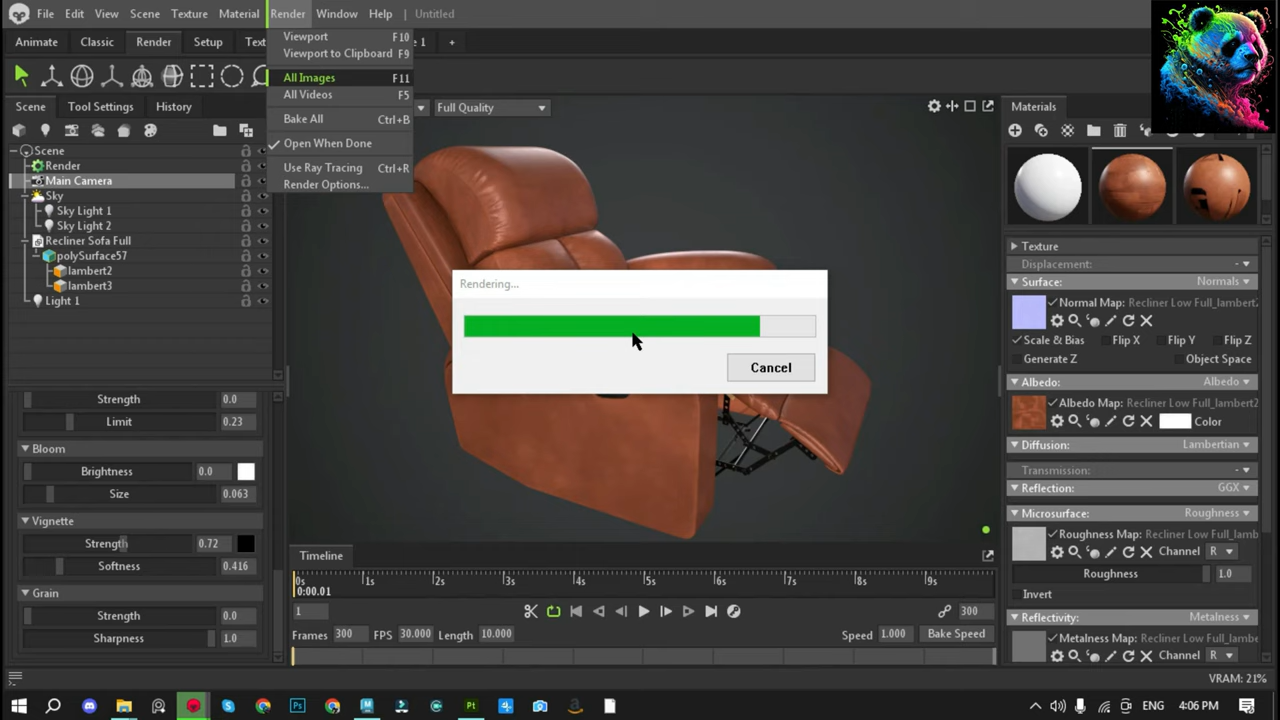 File Edit View Scene Texture Material Render Window Help Untitled
Animate Classic Render Setup 1 +
Viewport F10
Viewport to Clipboard F9
All Images F11
All Videos F5
Bake All Ctrl+B
Open When Done
Use Ray Tracing Ctrl+R
Render Options...
Scene Tool Settings History
Full Quality
Materials
Scene
Render
Main Camera
Sky
Sky Light 1
Sky Light 2
Recliner Sofa Full
polySurface57
lambert2
lambert3
Light 1
Rendering...
Cancel
Strength 0.0
Limit 0.23
Bloom
Brightness 0.0
Size 0.063
Vignette
Strength 0.72
Softness 0.416
Grain
Strength 0.0
Sharpness 1.0
Texture
Displacement: -
Surface: Normals
Normal Map: Recliner Low Full_lambert2
Scale & Bias Flip X Flip Y Flip Z
Generate Z Object Space
Albedo: Albedo
Albedo Map: Recliner Low Full_lambert2
Color
Diffusion: Lambertian
Transmission: -
Reflection: GGX
Microsurface: Roughness
Roughness Map: Recliner Low Full_lamb
Channel R
Roughness 1.0
Invert
Reflectivity: Metalness
Metalness Map: Recliner Low Full_lamb
Channel R
Timeline
0s 1s 2s 3s 4s 5s 6s 7s 8s 9s
0:00.01
1 300
Frames 300 FPS 30.000 Length 10.000 Speed 1.000 Bake Speed
VRAM: 21%
Ps Pt ENG 4:06 PM